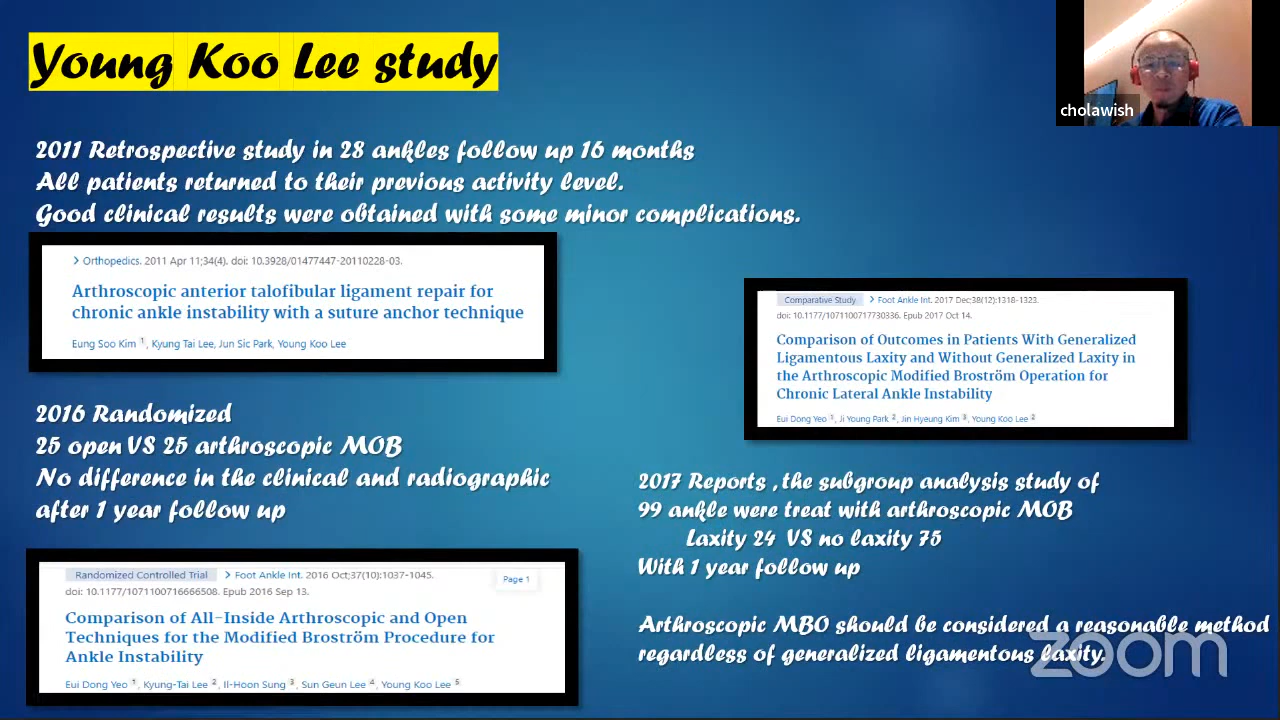 Young Koo Lee study
cholawish
2011 Retrospective study in 28 ankles follow up 16 months
All patients returned to their previous activity level.
Good clinical results were obtained with some minor complications.
> Orthopedics. 2011 Apr 11;34(4). doi: 10.3928/01477447-20110228-03.
Arthroscopic anterior talofibular ligament repair for
chronic ankle instability with a suture anchor technique
Eung Soo Kim 1, Kyung Tai Lee, Jun Sic Park, Young Koo Lee
2016 Randomized
25 open VS 25 arthroscopic MOB
No difference in the clinical and radiographic
after 1 year follow up
Randomized Controlled Trial > Foot Ankle Int. 2016 Oct;37(10):1037-1045.
doi: 10.1177/1071100716666508. Epub 2016 Sep 13.
Page 1
Comparison of All-Inside Arthroscopic and Open
Techniques for the Modified Broström Procedure for
Ankle Instability
Eui Dong Yeo 1, Kyung-Tai Lee 2, Il-Hoon Sung 3, Sun Geun Lee 4, Young Koo Lee 5
Comparative Study > Foot Ankle Int. 2017 Dec;38(12):1318-1323.
doi: 10.1177/1071100717730336. Epub 2017 Oct 14.
Comparison of Outcomes in Patients With Generalized
Ligamentous Laxity and Without Generalized Laxity in
the Arthroscopic Modified Broström Operation for
Chronic Lateral Ankle Instability
Eui Dong Yeo 1, Ji Young Park 2, Jin Hyeung Kim 3, Young Koo Lee 2
2017 Reports , the subgroup analysis study of
99 ankle were treat with arthroscopic MOB
Laxity 24 VS no laxity 75
With 1 year follow up
Arthroscopic MBO should be considered a reasonable method
regardless of generalized ligamentous laxity.
zoom